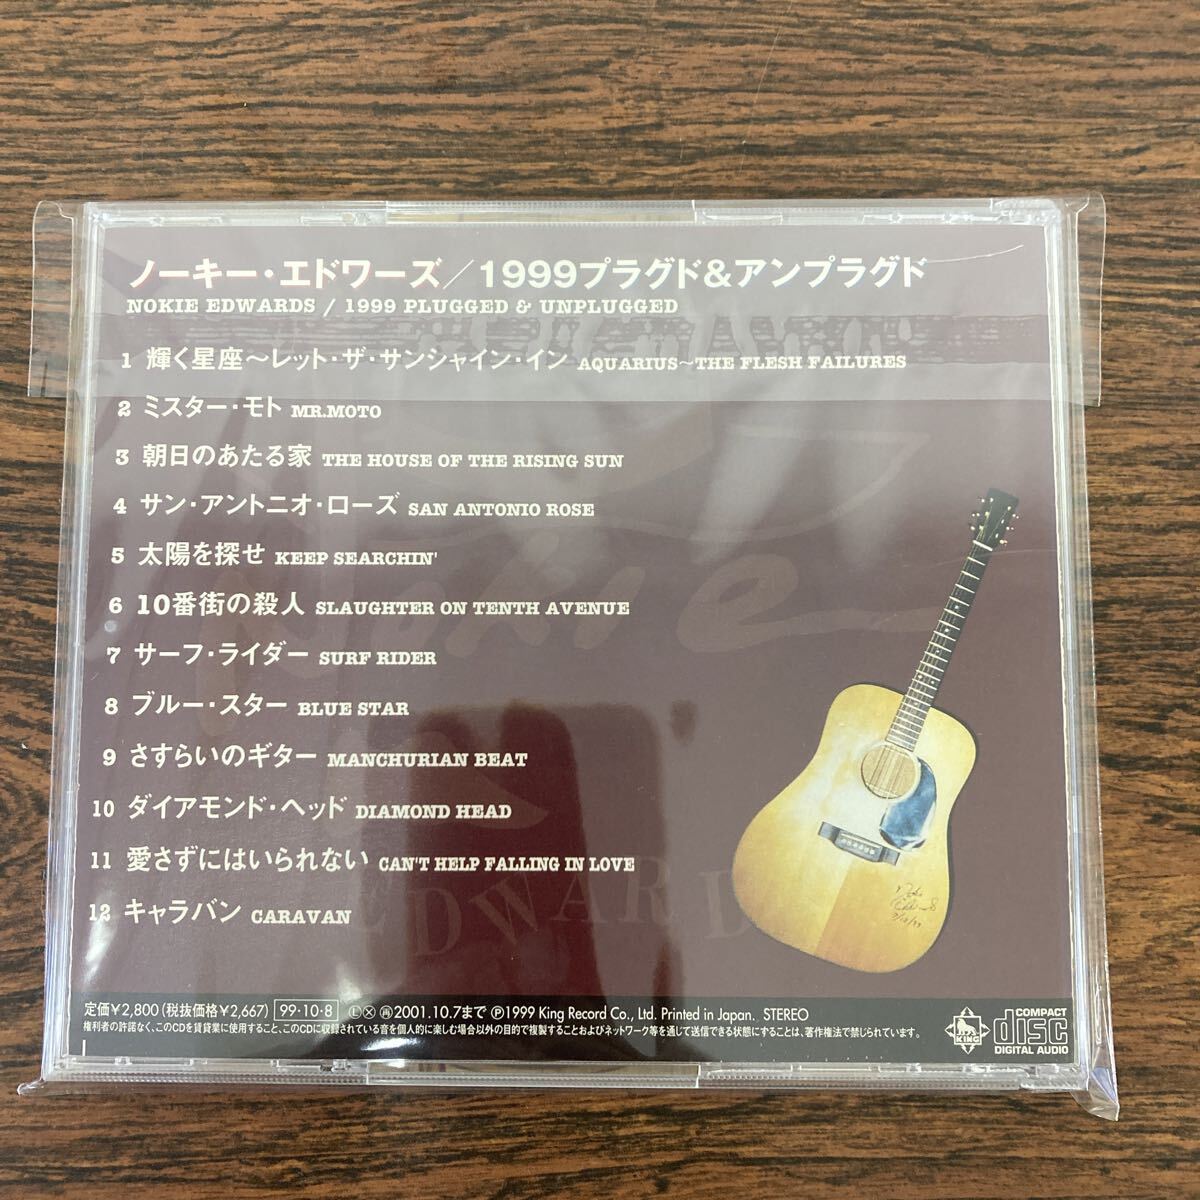 ノーキー・エドワーズ／1999プラグド&アンプラグド
NOKIE EDWARDS / 1999 PLUGGED & UNPLUGGED
1 輝く星座〜レット・ザ・サンシャイン・イン AQUARIUS~THE FLESH FAILURES
2 ミスター・モト MR.MOTO
3 朝日のあたる家 THE HOUSE OF THE RISING SUN
4 サン・アントニオ・ローズ SAN ANTONIO ROSE
5 太陽を探せ KEEP SEARCHIN'
6 10番街の殺人 SLAUGHTER ON TENTH AVENUE
7 サーフ・ライダー SURF RIDER
8 ブルー・スター BLUE STAR
9 さすらいのギター MANCHURIAN BEAT
10 ダイアモンド・ヘッド DIAMOND HEAD
11 愛さずにはいられない CAN'T HELP FALLING IN LOVE
12 キャラバン CARAVAN
Nokie
EDWARDS
定価¥2,800(税抜価格¥2,667) 99・10・8 Ⓛ Ⓧ ㊢2001.10.7まで Ⓟ1999 King Record Co., Ltd. Printed in Japan. STEREO
権利者の許諾なく、このCDを賃貸業に使用すること、このCDに収録されている音を個人的に楽しむ場合以外の目的で複製することおよびネットワーク等を通じて送信できる状態にすることは、著作権法で禁じられています。
KING
COMPACT
disc
DIGITAL AUDIO